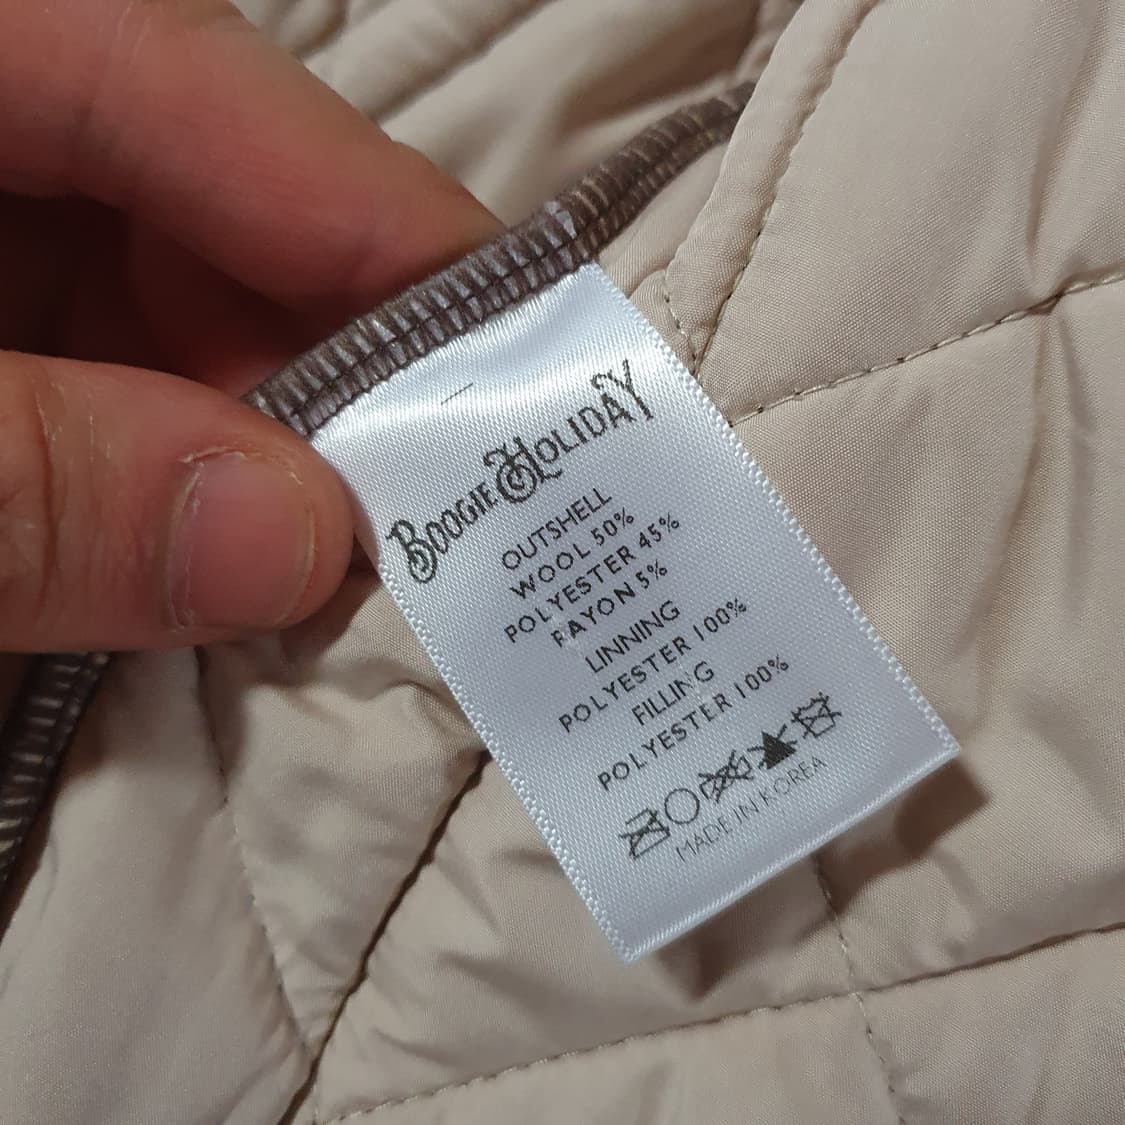 BOOGIE HOLIDAY
OUTSHELL
WOOL 50%
POLYESTER 45%
RAYON 5%
LINNING
POLYESTER 100%
FILLING
POLYESTER 100%
MADE IN KOREA